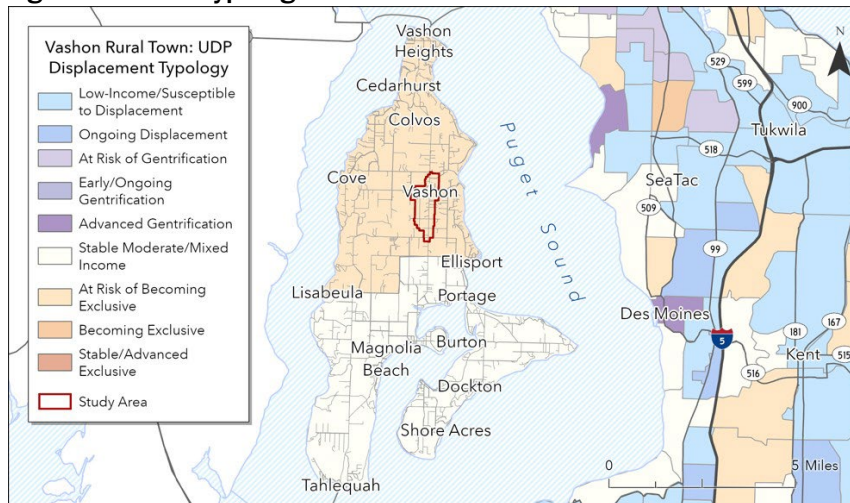 Vashon Rural Town: UDP
Displacement Typology
Low-Income/Susceptible
to Displacement
Ongoing Displacement
At Risk of Gentrification
Early/Ongoing
Gentrification
Advanced Gentrification
Stable Moderate/Mixed
Income
At Risk of Becoming
Exclusive
Becoming Exclusive
Stable/Advanced
Exclusive
Study Area
Vashon
Heights
Cedarhurst
Colvos
Cove
Vashon
Ellisport
Lisabeula
Portage
Magnolia
Beach
Burton
Dockton
Shore Acres
Tahlequah
Puget Sound
N
529
599
900
Tukwila
518
SeaTac
509
99
Des Moines
5
181
167
Kent
515
516
0
5 Miles